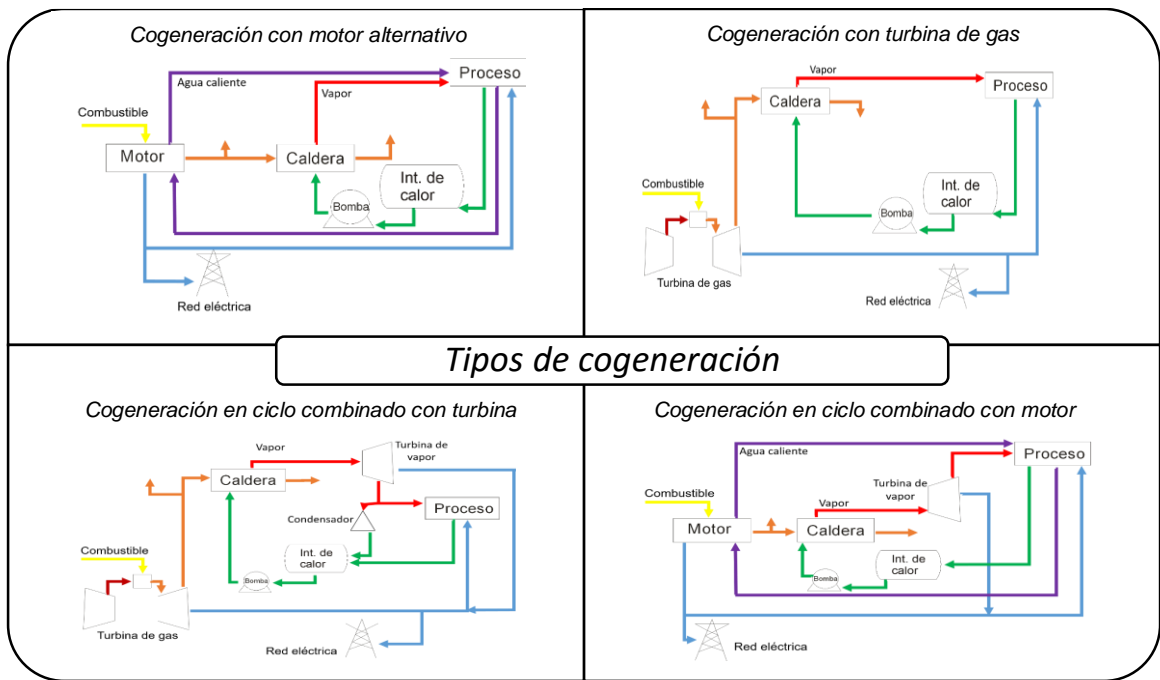 Cogeneración con motor alternativo
Proceso
Agua caliente
Vapor
Combustible
Motor
Caldera
Int. de
calor
Bomba
Red eléctrica
Cogeneración con turbina de gas
Vapor
Proceso
Caldera
Combustible
Int. de
calor
Bomba
Turbina de gas
Red eléctrica
Tipos de cogeneración
Cogeneración en ciclo combinado con turbina
Turbina de
vapor
Vapor
Caldera
Proceso
Condensador
Combustible
Int. de
calor
Bomba
Turbina de gas
Red eléctrica
Cogeneración en ciclo combinado con motor
Agua caliente
Proceso
Turbina de
vapor
Combustible
Vapor
Motor
Caldera
Int. de
calor
Bomba
Red eléctrica